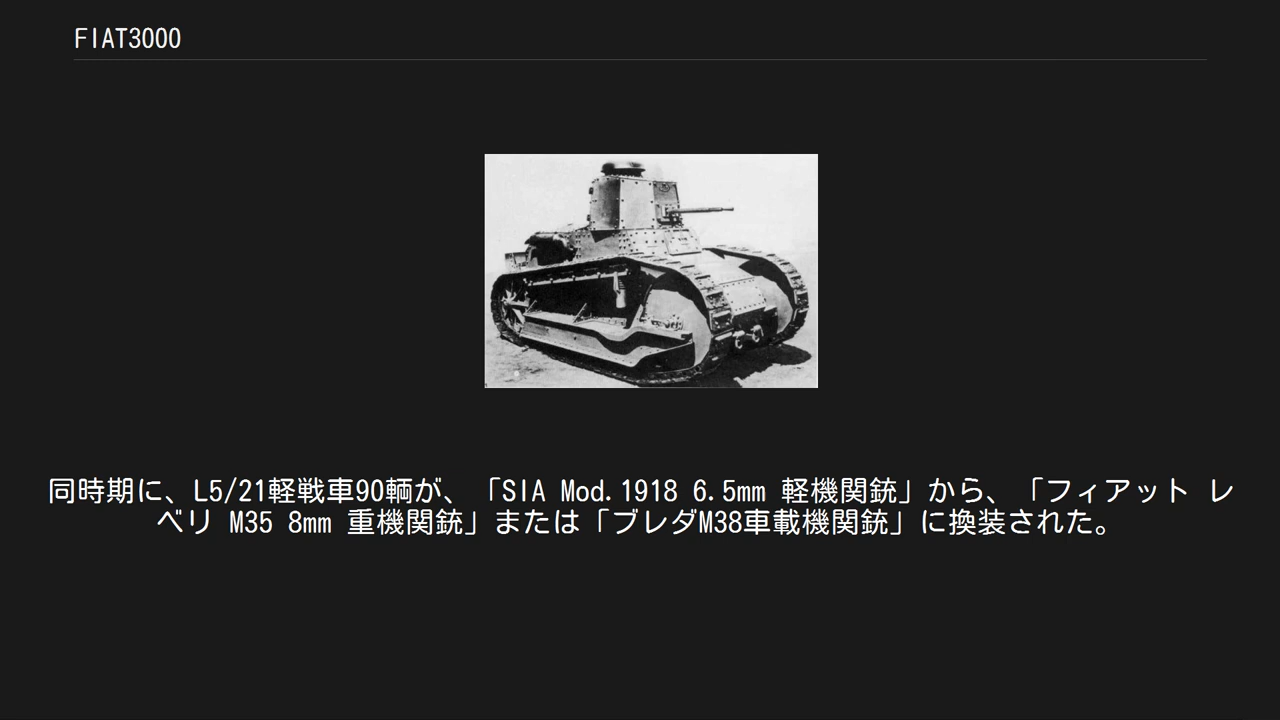 FIAT3000
同時期に、L5/21軽戦車90輌が、「SIA Mod.1918 6.5mm 軽機関銃」から、「フィアット レ
ベリ M35 8mm 重機関銃」または「ブレダM38車載機関銃」に換装された。